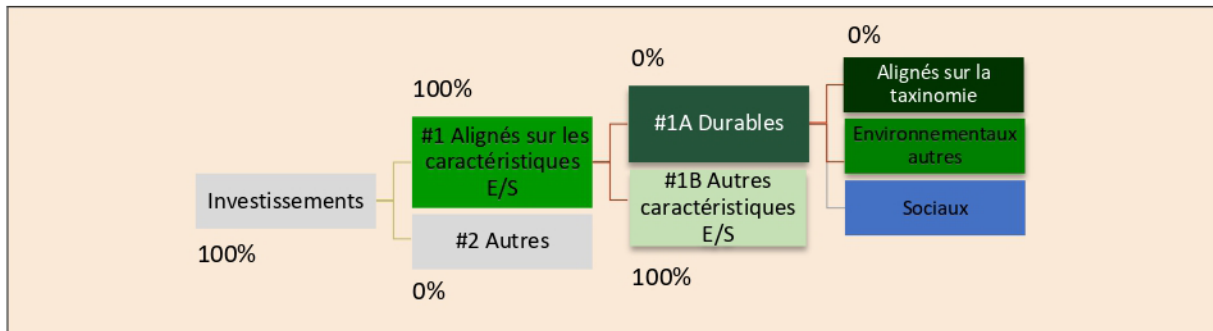 0%
0%
Alignés sur la
taxinomie
100%
#1A Durables
#1 Alignés sur les
caractéristiques
E/S
Environnementaux
autres
Investissements
#1B Autres
caractéristiques
E/S
Sociaux
#2 Autres
100%
0%
100%